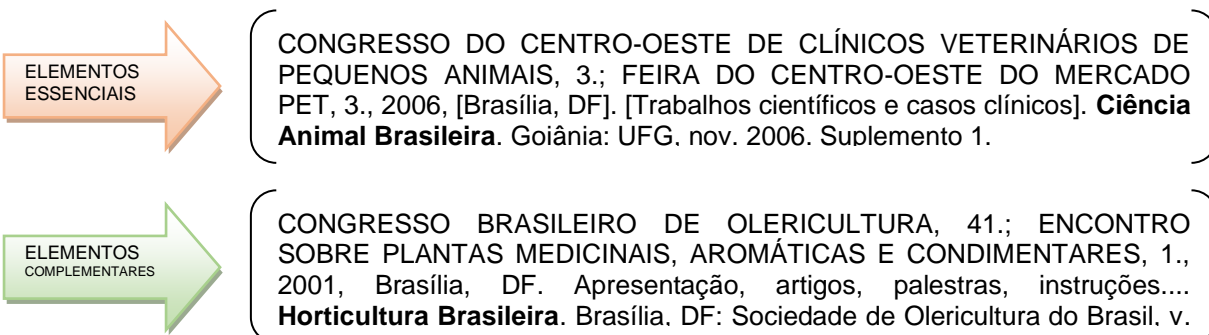 ELEMENTOS
ESSENCIAIS
CONGRESSO DO CENTRO-OESTE DE CLÍNICOS VETERINÁRIOS DE
PEQUENOS ANIMAIS, 3.; FEIRA DO CENTRO-OESTE DO MERCADO
PET, 3., 2006, [Brasília, DF]. [Trabalhos científicos e casos clínicos]. Ciência
Animal Brasileira. Goiânia: UFG, nov. 2006. Suplemento 1.
ELEMENTOS
COMPLEMENTARES
CONGRESSO BRASILEIRO DE OLERICULTURA, 41.; ENCONTRO
SOBRE PLANTAS MEDICINAIS, AROMÁTICAS E CONDIMENTARES, 1.,
2001, Brasília, DF. Apresentação, artigos, palestras, instruções....
Horticultura Brasileira. Brasília, DF: Sociedade de Olericultura do Brasil, v.